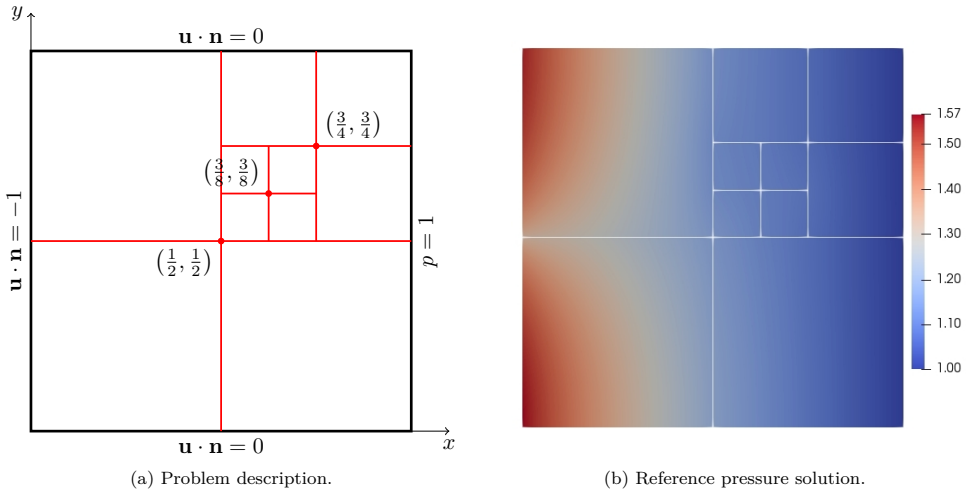 y
u · n = 0
(3/4, 3/4)
(3/8, 3/8)
u · n = −1
p = 1
(1/2, 1/2)
u · n = 0
x
(a) Problem description.
1.57
1.50
1.40
1.30
1.20
1.10
1.00
(b) Reference pressure solution.